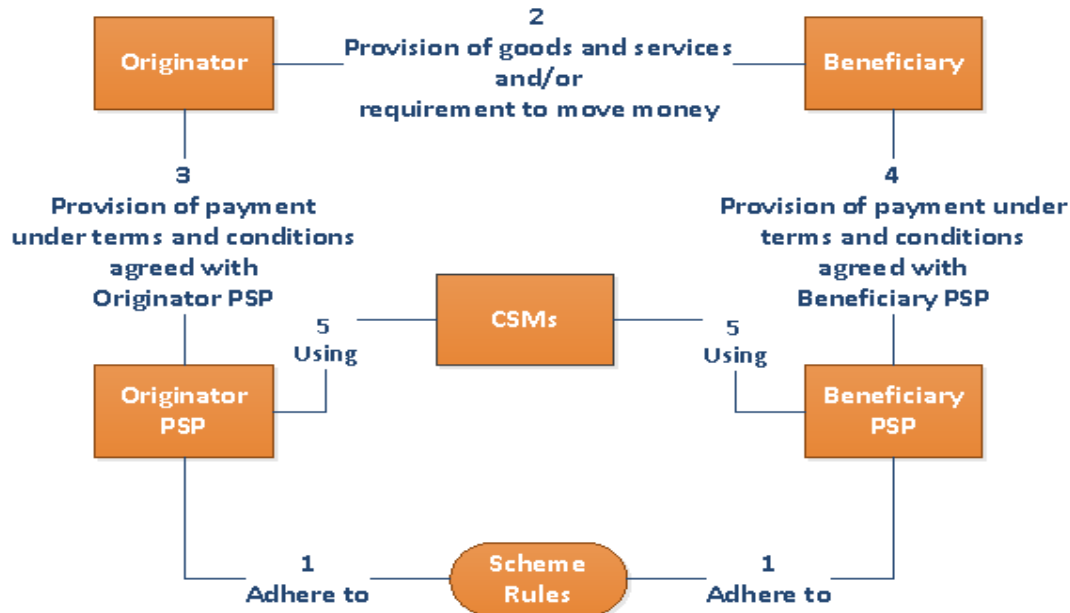 Originator
2
Provision of goods and services
and/or
requirement to move money
Beneficiary
3
Provision of payment
under terms and conditions
agreed with
Originator PSP
4
Provision of payment under
terms and conditions
agreed with
Beneficiary PSP
CSMs
5
Using
5
Using
Originator
PSP
Beneficiary
PSP
1
Adhere to
Scheme
Rules
1
Adhere to